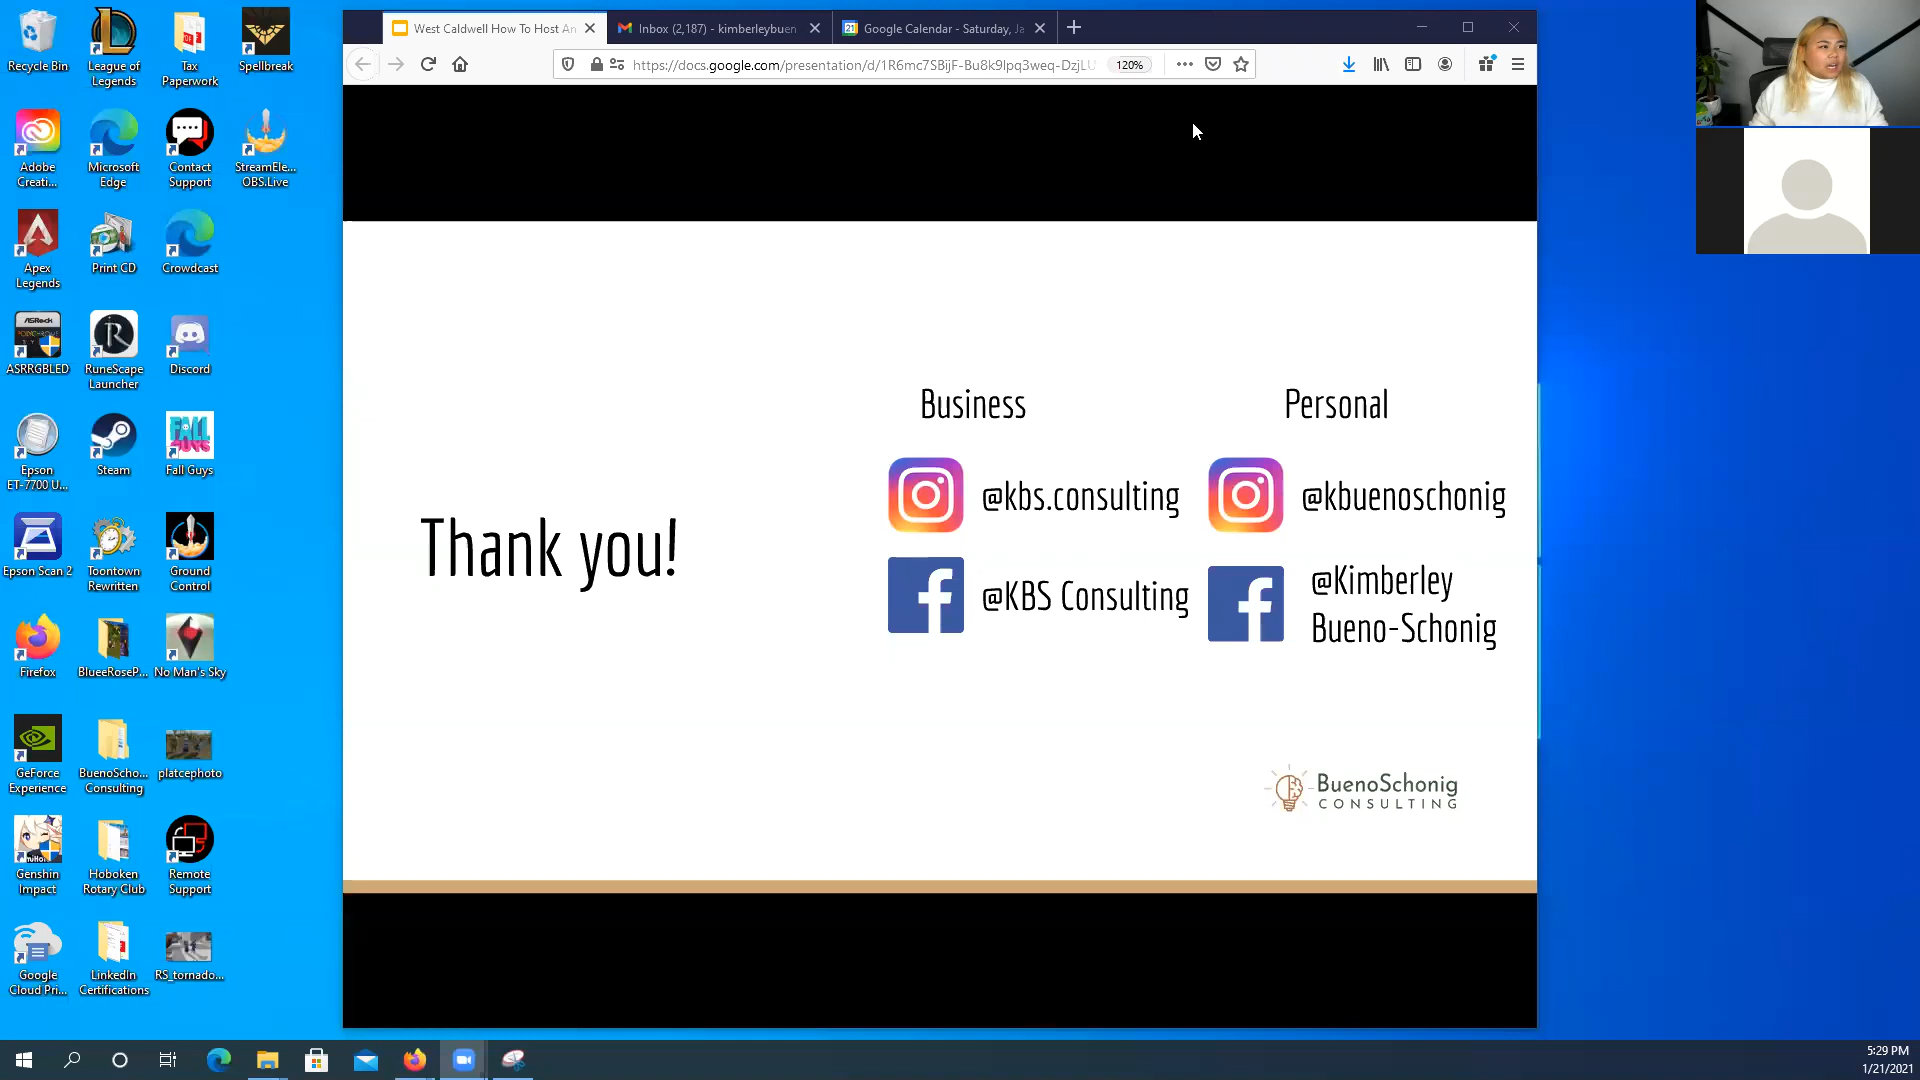 Recycle Bin
League of
Legends
Tax
Paperwork
Spellbreak
Adobe
Creati...
Microsoft
Edge
Contact
Support
StreamEle...
OBS.Live
Apex
Legends
Print CD
Crowdcast
ASRRGBLED
RuneScape
Launcher
Discord
Epson
ET-7700 U...
Steam
FALL
GUYS
Fall Guys
Epson Scan 2
Toontown
Rewritten
Ground
Control
Firefox
BlueeRoseP...
No Man's Sky
GeForce
Experience
BuenoScho...
Consulting
platcephoto
Genshin
Impact
Hoboken
Rotary Club
Remote
Support
Google
Cloud Pri...
LinkedIn
Certifications
RS_tornado...
West Caldwell How To Host An
Inbox (2,187) - kimberleybuen
21
Google Calendar - Saturday, Ja
https://docs.google.com/presentation/d/1R6mc7SBijF-Bu8k9lpq3weq-DzjLU
120%
Thank you!
Business
@kbs.consulting
@KBS Consulting
Personal
@kbuenoschonig
@Kimberley
Bueno-Schonig
BuenoSchonig
CONSULTING
5:29 PM
1/21/2021